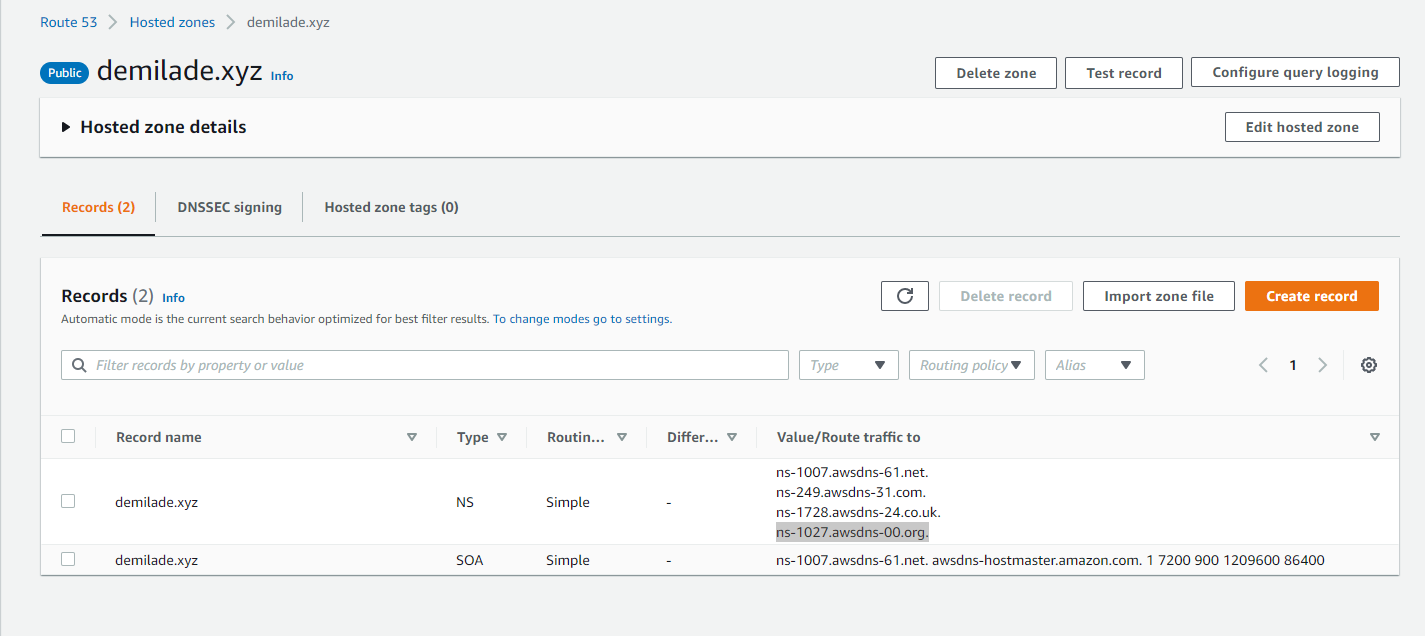 Route 53 > Hosted zones > demilade.xyz
Public demilade.xyz Info
Delete zone Test record Configure query logging
Hosted zone details Edit hosted zone
Records (2) DNSSEC signing Hosted zone tags (0)
Records (2) Info
Delete record Import zone file Create record
Automatic mode is the current search behavior optimized for best filter results. To change modes go to settings.
Filter records by property or value Type Routing policy Alias 1
Record name Type Routin... Differ... Value/Route traffic to
demilade.xyz NS Simple -
ns-1007.awsdns-61.net.
ns-249.awsdns-31.com.
ns-1728.awsdns-24.co.uk.
ns-1027.awsdns-00.org.
demilade.xyz SOA Simple - ns-1007.awsdns-61.net. awsdns-hostmaster.amazon.com. 1 7200 900 1209600 86400